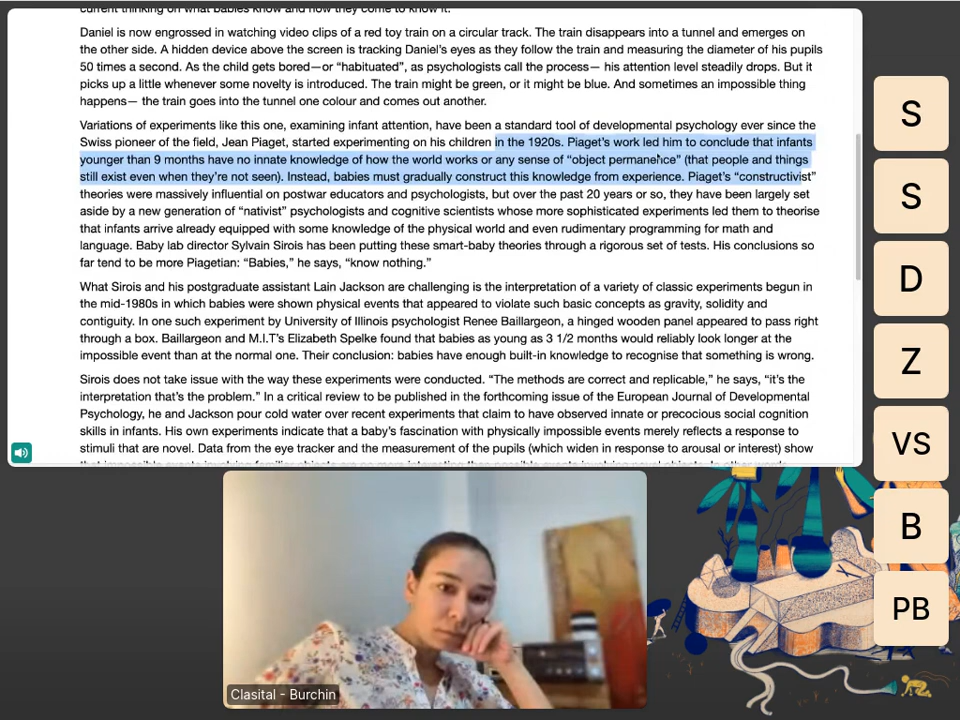 current thinking on what babies know and how they come to know it.
Daniel is now engrossed in watching video clips of a red toy train on a circular track. The train disappears into a tunnel and emerges on
the other side. A hidden device above the screen is tracking Daniel's eyes as they follow the train and measuring the diameter of his pupils
50 times a second. As the child gets bored—or "habituated", as psychologists call the process— his attention level steadily drops. But it
picks up a little whenever some novelty is introduced. The train might be green, or it might be blue. And sometimes an impossible thing
happens— the train goes into the tunnel one colour and comes out another.
Variations of experiments like this one, examining infant attention, have been a standard tool of developmental psychology ever since the
Swiss pioneer of the field, Jean Piaget, started experimenting on his children in the 1920s. Piaget's work led him to conclude that infants
younger than 9 months have no innate knowledge of how the world works or any sense of "object permanence" (that people and things
still exist even when they're not seen). Instead, babies must gradually construct this knowledge from experience. Piaget's "constructivist"
theories were massively influential on postwar educators and psychologists, but over the past 20 years or so, they have been largely set
aside by a new generation of "nativist" psychologists and cognitive scientists whose more sophisticated experiments led them to theorise
that infants arrive already equipped with some knowledge of the physical world and even rudimentary programming for math and
language. Baby lab director Sylvain Sirois has been putting these smart-baby theories through a rigorous set of tests. His conclusions so
far tend to be more Piagetian: "Babies," he says, "know nothing."
What Sirois and his postgraduate assistant Lain Jackson are challenging is the interpretation of a variety of classic experiments begun in
the mid-1980s in which babies were shown physical events that appeared to violate such basic concepts as gravity, solidity and
contiguity. In one such experiment by University of Illinois psychologist Renee Baillargeon, a hinged wooden panel appeared to pass right
through a box. Baillargeon and M.I.T's Elizabeth Spelke found that babies as young as 3 1/2 months would reliably look longer at the
impossible event than at the normal one. Their conclusion: babies have enough built-in knowledge to recognise that something is wrong.
Sirois does not take issue with the way these experiments were conducted. "The methods are correct and replicable," he says, "it's the
interpretation that's the problem." In a critical review to be published in the forthcoming issue of the European Journal of Developmental
Psychology, he and Jackson pour cold water over recent experiments that claim to have observed innate or precocious social cognition
skills in infants. His own experiments indicate that a baby's fascination with physically impossible events merely reflects a response to
stimuli that are novel. Data from the eye tracker and the measurement of the pupils (which widen in response to arousal or interest) show
that impossible events involving familiar objects are no more interesting than possible events involving novel objects. In other words,
S
S
D
Z
VS
B
PB
Clasital - Burchin